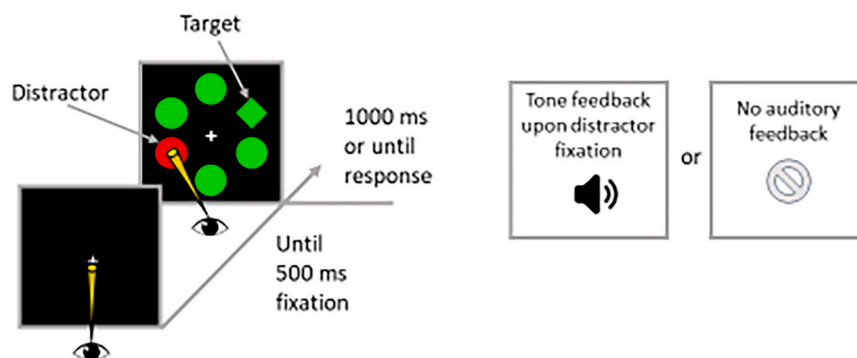 Target
Distractor
1000 ms
or until
response
Until
500 ms
fixation
Tone feedback
upon distractor
fixation
or
No auditory
feedback